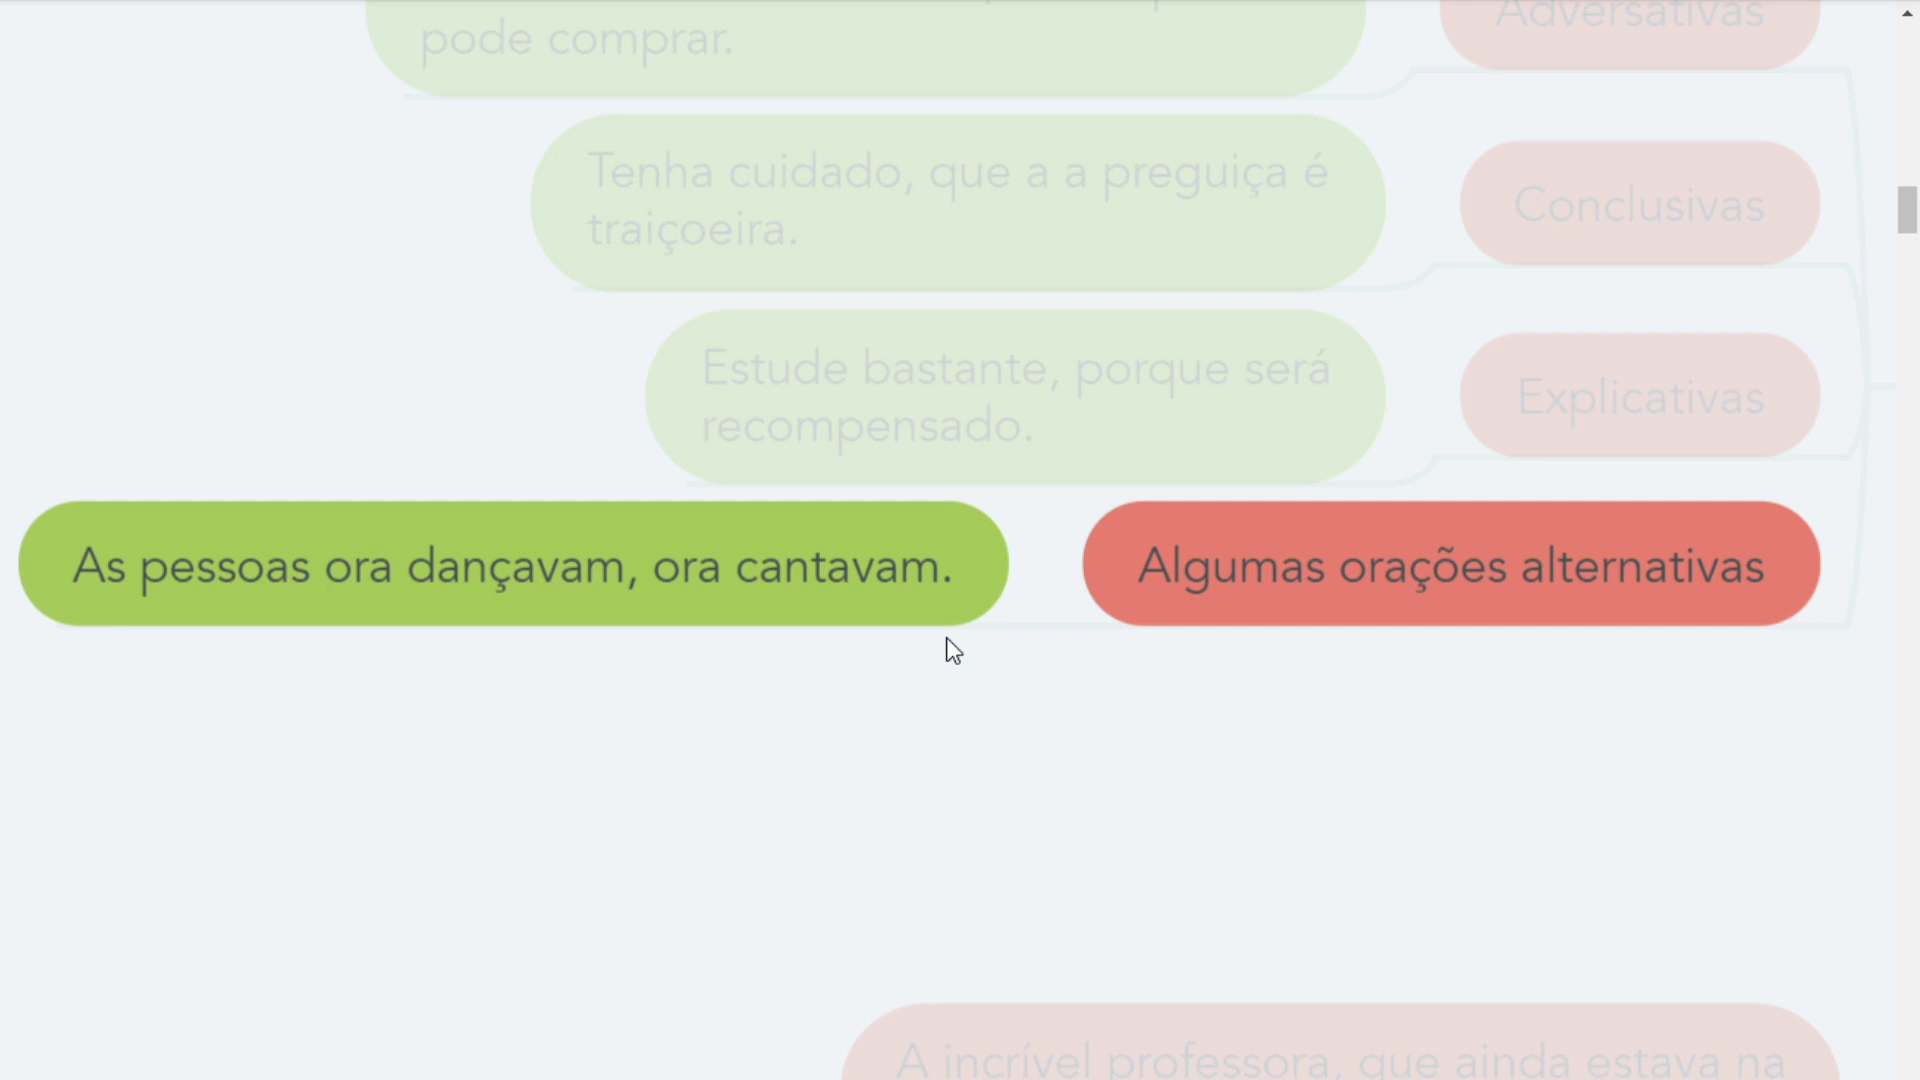 pode comprar.
Adversativas
Tenha cuidado, que a a preguiça é
traiçoeira.
Conclusivas
Estude bastante, porque será
recompensado.
Explicativas
As pessoas ora dançavam, ora cantavam.
Algumas orações alternativas
A incrível professora, que ainda estava na